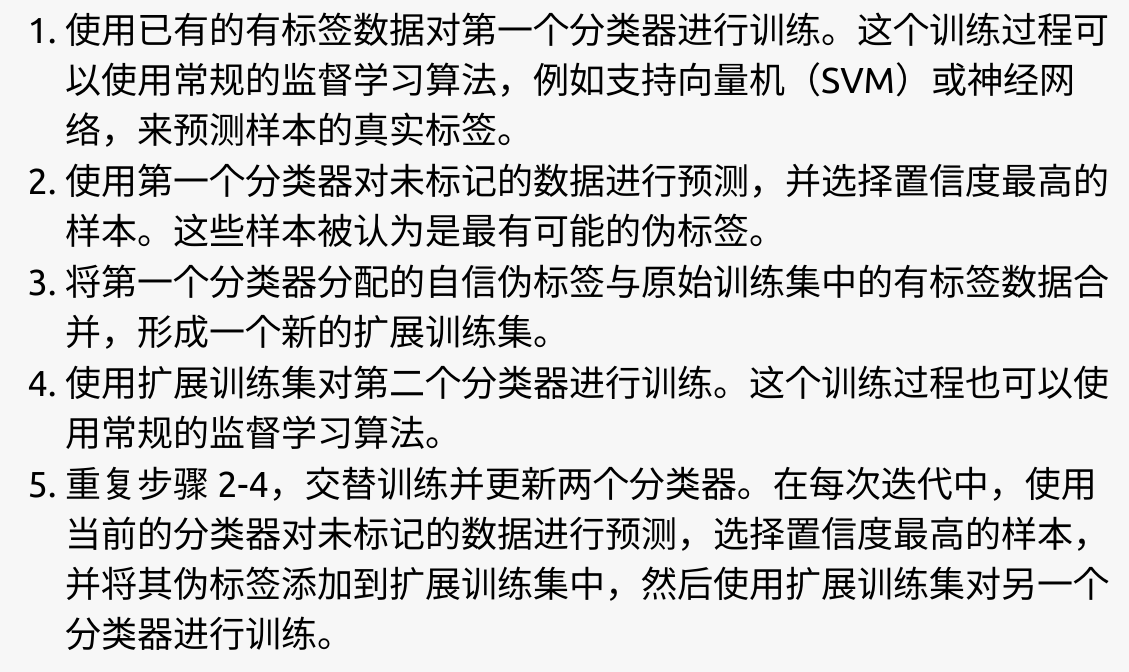 1. 使用已有的有标签数据对第一个分类器进行训练。这个训练过程可
以使用常规的监督学习算法，例如支持向量机（SVM）或神经网
络，来预测样本的真实标签。
2. 使用第一个分类器对未标记的数据进行预测，并选择置信度最高的
样本。这些样本被认为是最有可能的伪标签。
3. 将第一个分类器分配的自信伪标签与原始训练集中的有标签数据合
并，形成一个新的扩展训练集。
4. 使用扩展训练集对第二个分类器进行训练。这个训练过程也可以使
用常规的监督学习算法。
5. 重复步骤 2-4，交替训练并更新两个分类器。在每次迭代中，使用
当前的分类器对未标记的数据进行预测，选择置信度最高的样本，
并将其伪标签添加到扩展训练集中，然后使用扩展训练集对另一个
分类器进行训练。